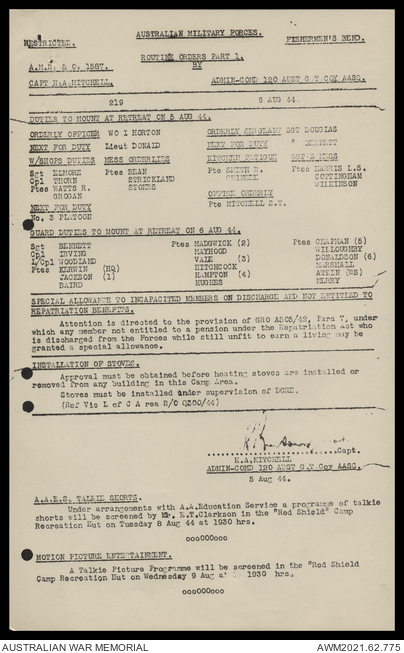 AUSTRALIAN MILITARY FORCES.
RESTRICTED. FISHERMEN'S BEND.
ROUTINE ORDERS PART 1.
A.M.R. & O. 1587. BY
CAPT H.A.MITCHELL. ADMIN-COMD 120 AUST G.T.COY AASC.
219 6 AUG 44.
DUTIES TO MOUNT AT RETREAT ON 5 AUG 44.
ORDERLY OFFICER WO I HORTON ORDERLY SERGEANT SGT DOUGLAS
NEXT FOR DUTY Lieut DONALD NEXT FOR DUTY " BENNETT
W/SHOPS DUTIES MESS ORDERLIES KITCHEN FATIGUE SGT'S MESS
Sgt ELMORE Ptes BEAN Pte SMITH R. Ptes HARRIS L.S.
Cpl THORN STRICKLAND COTTINGHAM
Ptes WATTS R. STOKES WILKINSON
GROGAN OFFICE ORDERLY
NEXT FOR DUTY Pte MITCHELL S.T.
No. 3 PLATOON
GUARD DUTIES TO MOUNT AT RETREAT ON 6 AUG 44.
Sgt BENNETT Ptes MADGWICK (2) Ptes CHAPMAN (5)
Cpl IRVING MAYHOOD WILLOUGHBY
L/Cpl WOODLAND VALE (3) DONALDSON (6)
Ptes KERWIN (HQ) HITCHCOCK MARSHALL
JACKSON (1) HAMPTON (4) (WS)
BAIRD HUGHES
SPECIAL ALLOWANCE TO INCAPACITED MEMBERS ON DISCHARGE AND NOT ENTITLED TO
REPATRIATION BENEFITS.
Attention is directed to the provision of GRO A508/42, Para 7, under
which any member not entitled to a pension under the Repatriation Act who
is discharged from the Forces while still unfit to earn a living may be
granted a special allowance.
INSTALLATION OF STOVES.
Approval must be obtained before heating stoves are installed or
removed from any building in this Camp Area.
Stoves must be installed under supervision of DCRE.
(Ref Vic L of C A rea R/O Q300/44)
Capt.
H.A.MITCHELL
ADMIN-COMD 120 AUST G.T.Coy AASC.
5 Aug 44.
A.A.E.S. TALKIE SHORTS.
Under arrangements with A.A.Education Service a programme of talkie
shorts will be screened by Mr. E.T.Clarkson in the "Red Shield" Camp
Recreation Hut on Tuesday 8 Aug 44 at 1930 hrs.
oooOOOooo
MOTION PICTURE ENTERTAINMENT.
A Talkie Picture Programme will be screened in the "Red Shield
Camp Recreation Hut on Wednesday 9 Aug at 1930 hrs.
oooOOOooo
AUSTRALIAN WAR MEMORIAL AWM2021.62.775